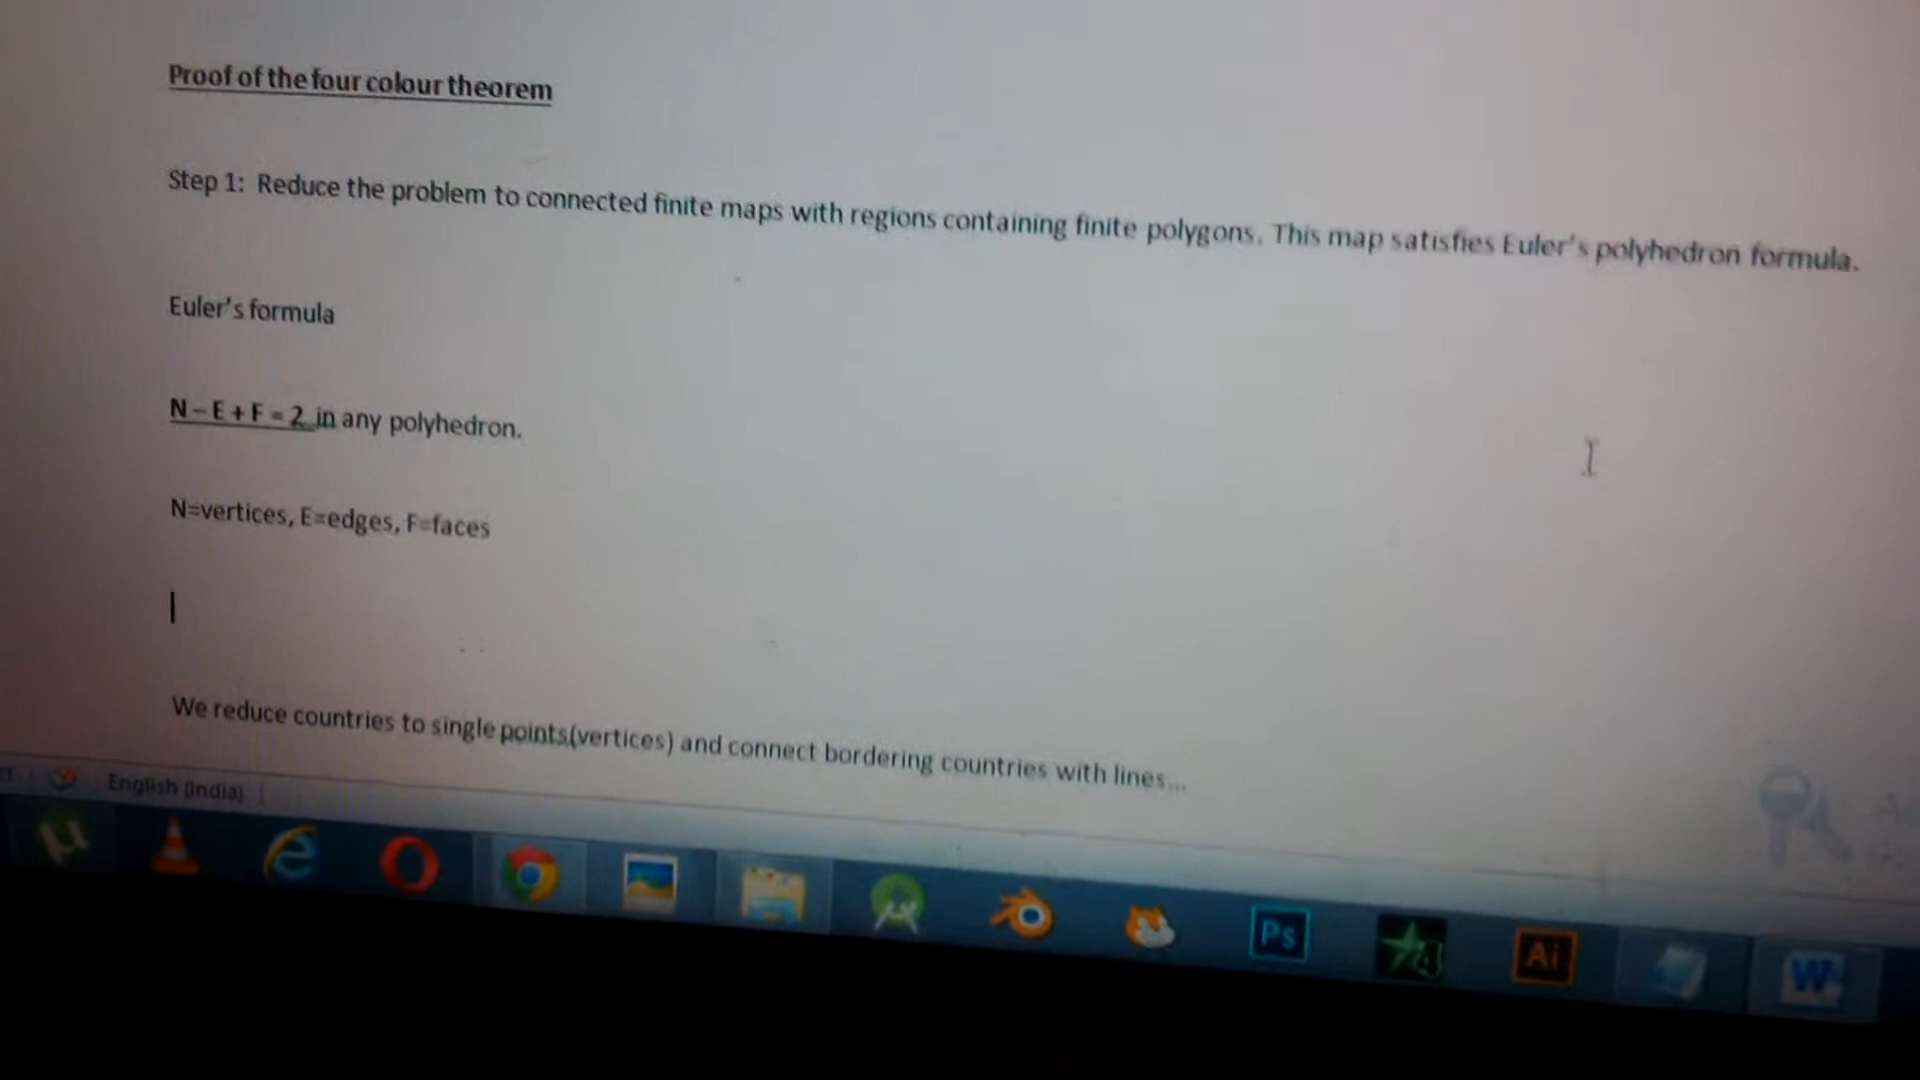 Proof of the four colour theorem
Step 1: Reduce the problem to connected finite maps with regions containing finite polygons. This map satisfies Euler's polyhedron formula.
Euler's formula
N – E + F = 2 in any polyhedron.
N=vertices, E=edges, F=faces
We reduce countries to single points(vertices) and connect bordering countries with lines...
English (India)
Ps
Ai
W